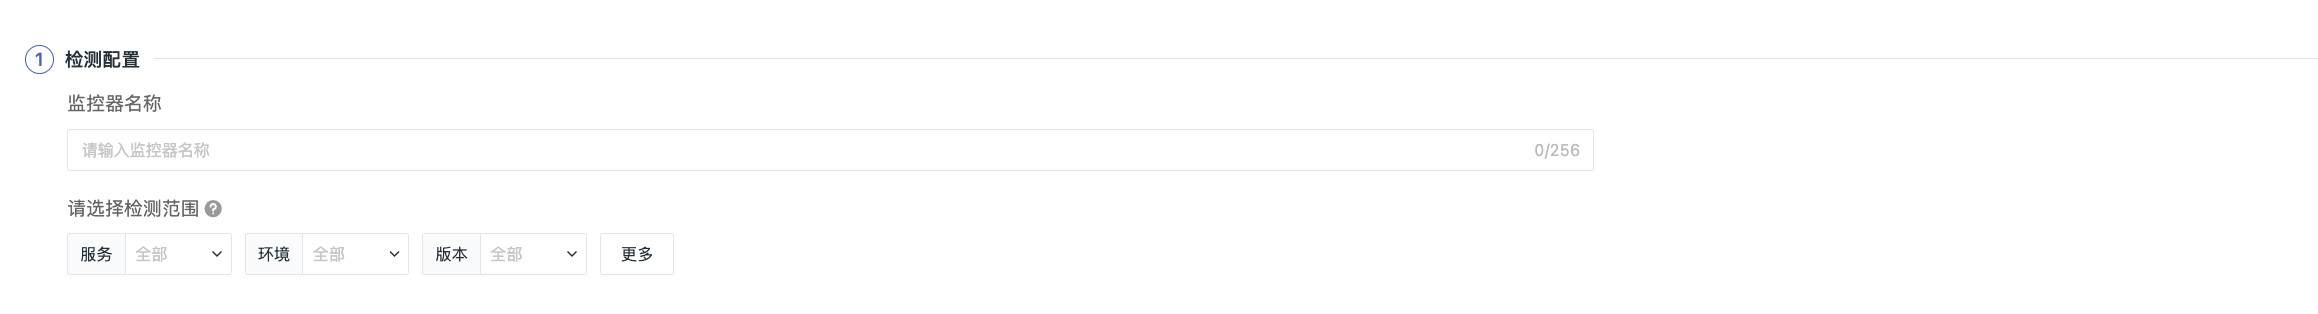 1 检测配置
监控器名称
请输入监控器名称 0/256
请选择检测范围 ?
服务 全部 环境 全部 版本 全部 更多